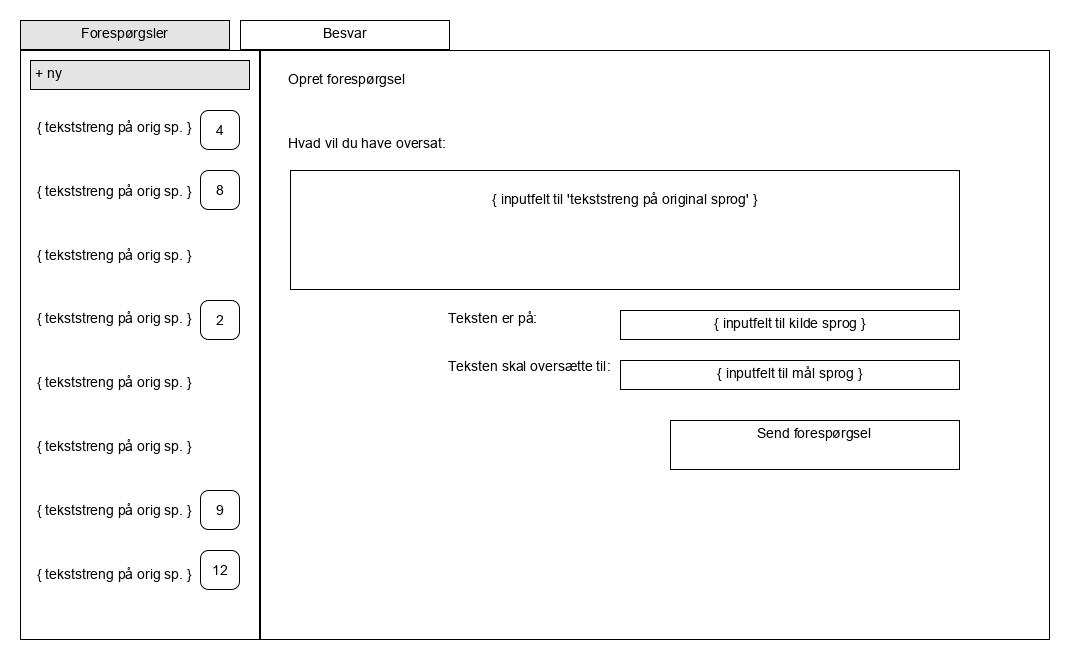 Forespørgsler
Besvar
+ ny
{ tekststreng på orig sp. }
4
{ tekststreng på orig sp. }
8
{ tekststreng på orig sp. }
{ tekststreng på orig sp. }
2
{ tekststreng på orig sp. }
{ tekststreng på orig sp. }
{ tekststreng på orig sp. }
9
{ tekststreng på orig sp. }
12
Opret forespørgsel
Hvad vil du have oversat:
{ inputfelt til 'tekststreng på original sprog' }
Teksten er på:
{ inputfelt til kilde sprog }
Teksten skal oversætte til:
{ inputfelt til mål sprog }
Send forespørgsel